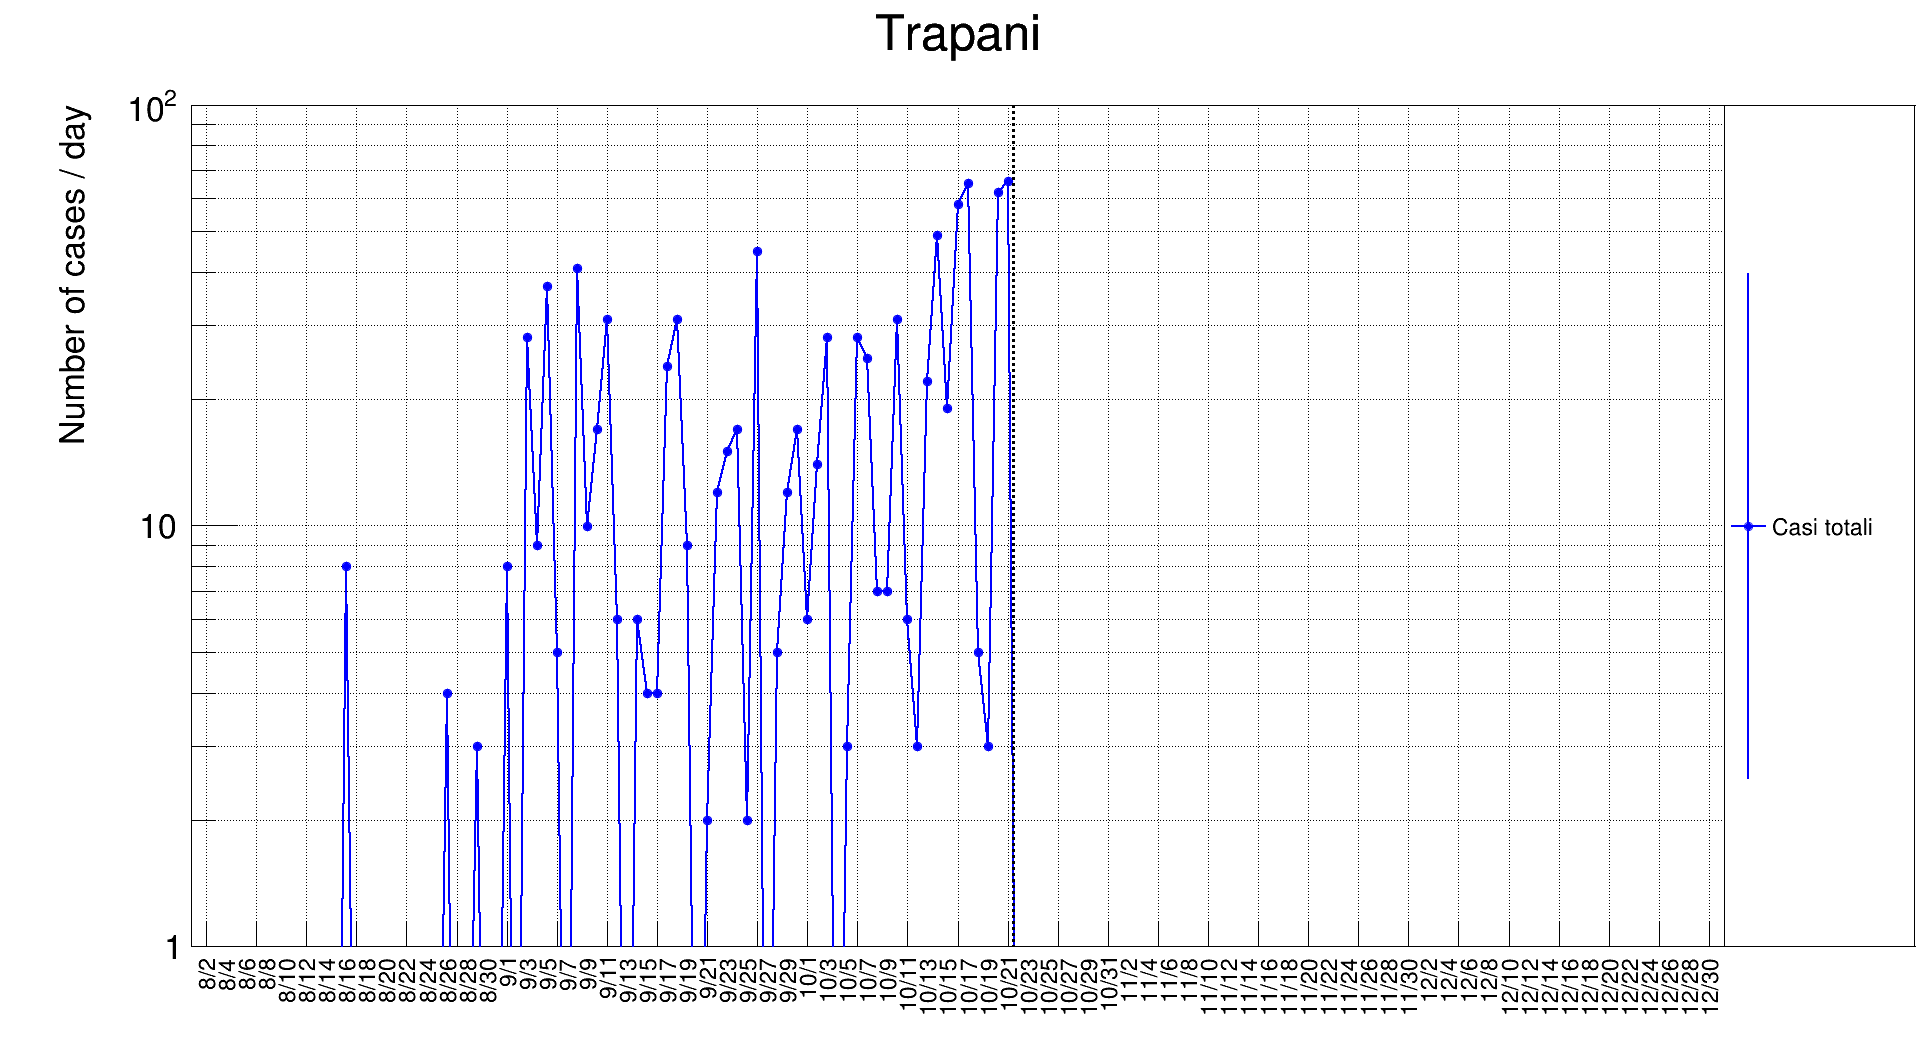 Trapani
Number of cases / day
10²
10
1
Casi totali
8/2 8/4 8/6 8/8 8/10 8/12 8/14 8/16 8/18 8/20 8/22 8/24 8/26 8/28 8/30 9/1 9/3 9/5 9/7 9/9 9/11 9/13 9/15 9/17 9/19 9/21 9/23 9/25 9/27 9/29 10/1 10/3 10/5 10/7 10/9 10/11 10/13 10/15 10/17 10/19 10/21 10/23 10/25 10/27 10/29 10/31 11/2 11/4 11/6 11/8 11/10 11/12 11/14 11/16 11/18 11/20 11/22 11/24 11/26 11/28 11/30 12/2 12/4 12/6 12/8 12/10 12/12 12/14 12/16 12/18 12/20 12/22 12/24 12/26 12/28 12/30